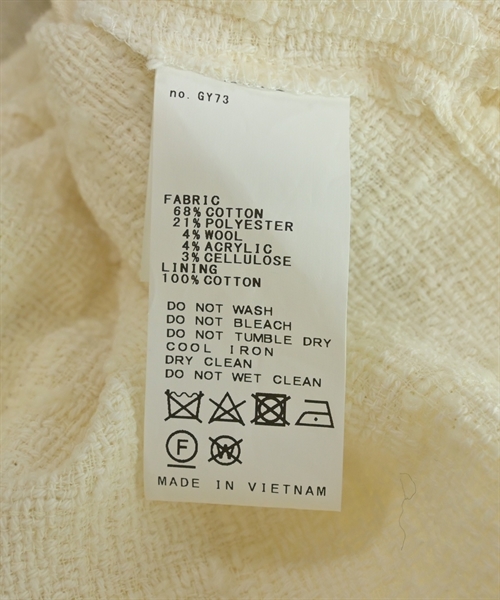 no. GY73
FABRIC
68% COTTON
21% POLYESTER
4% WOOL
4% ACRYLIC
3% CELLULOSE
LINING
100% COTTON
DO NOT WASH
DO NOT BLEACH
DO NOT TUMBLE DRY
COOL IRON
DRY CLEAN
DO NOT WET CLEAN
F W
MADE IN VIETNAM